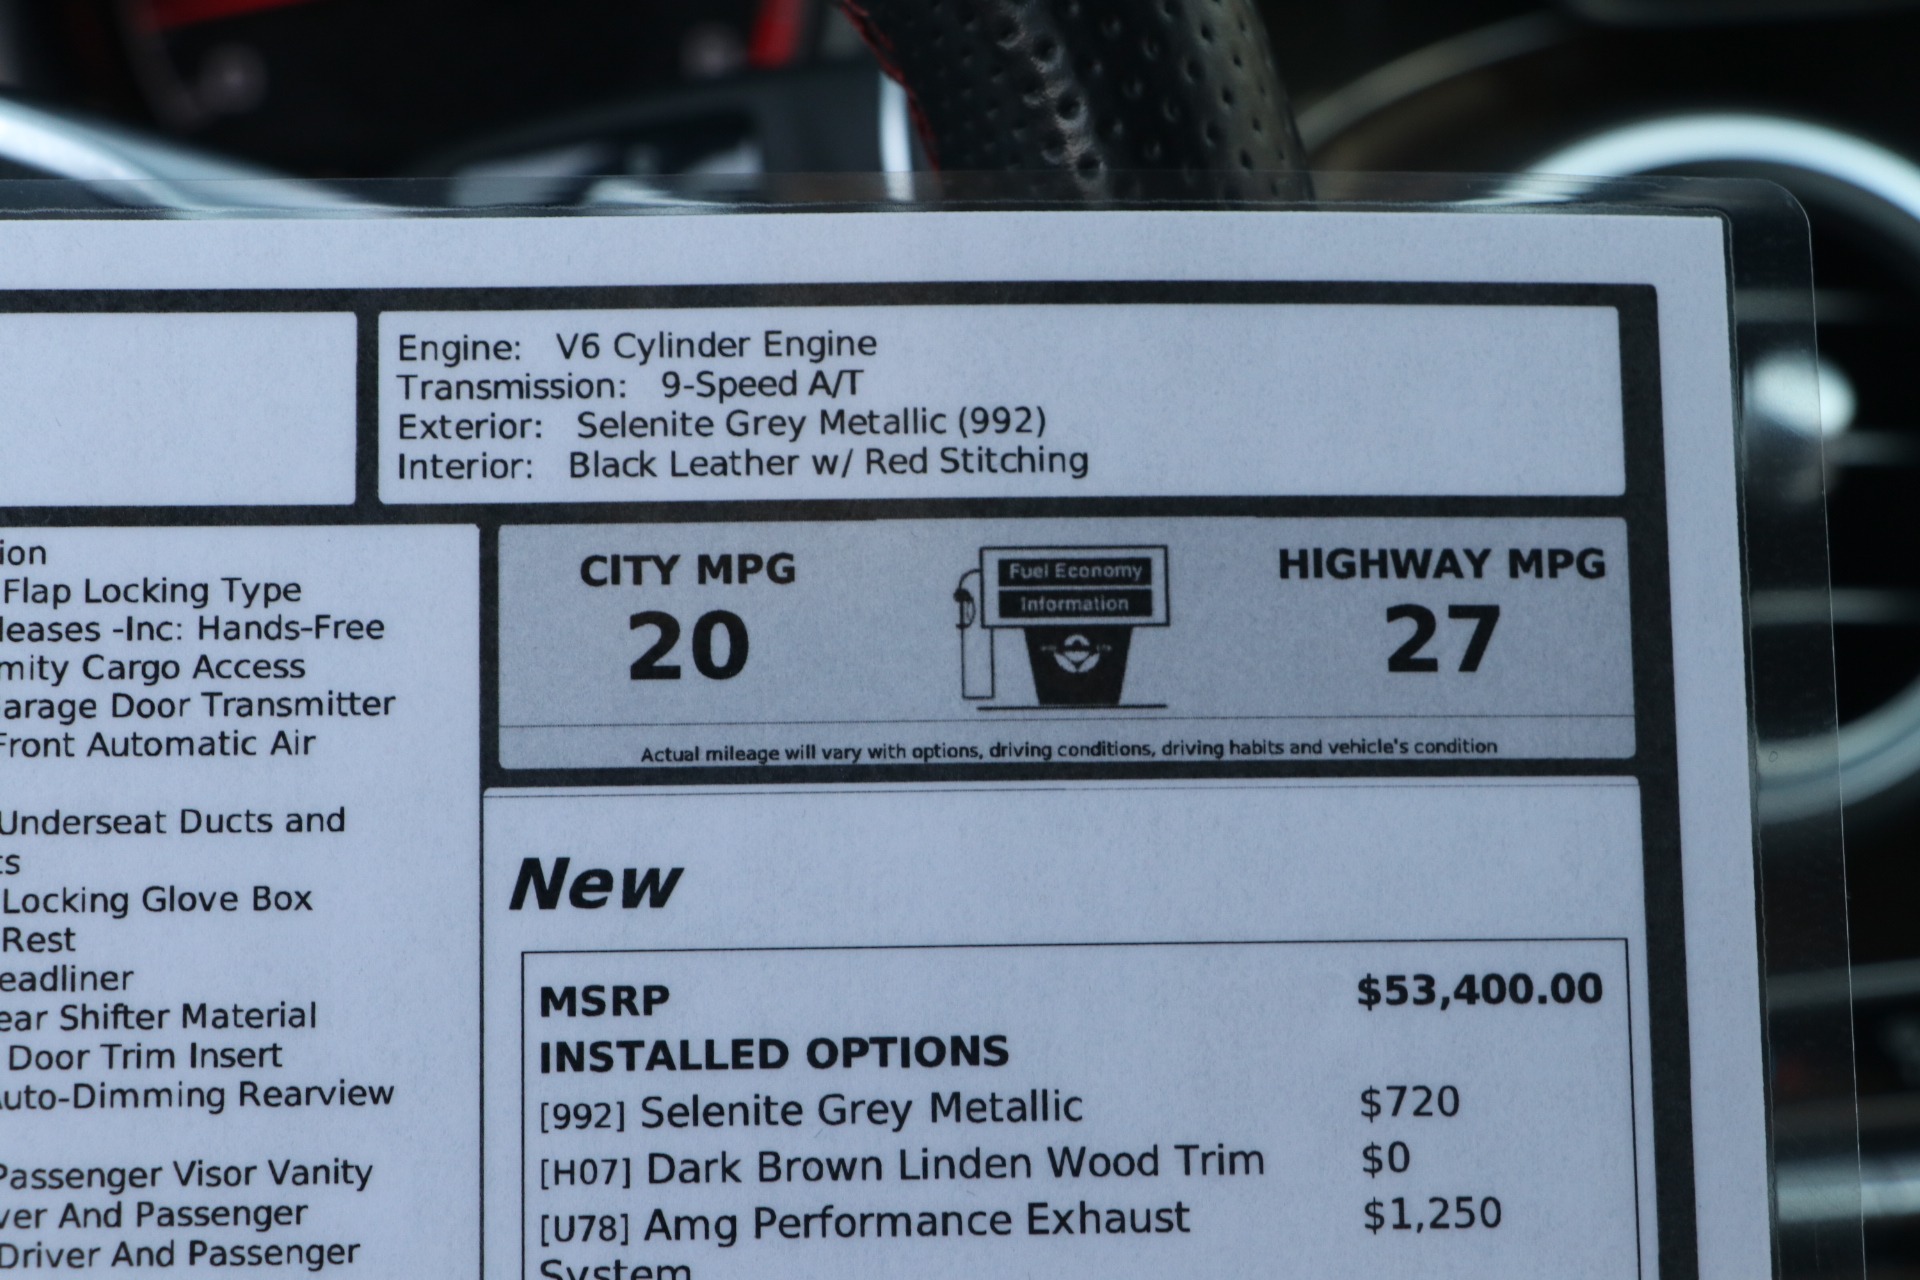 Engine: V6 Cylinder Engine
Transmission: 9-Speed A/T
Exterior: Selenite Grey Metallic (992)
Interior: Black Leather w/ Red Stitching
ion
Flap Locking Type
leases -Inc: Hands-Free
mity Cargo Access
arage Door Transmitter
Front Automatic Air
Underseat Ducts and
ts
Locking Glove Box
Rest
eadliner
ear Shifter Material
Door Trim Insert
Auto-Dimming Rearview
Passenger Visor Vanity
ver And Passenger
Driver And Passenger
CITY MPG
20
Fuel Economy
Information
HIGHWAY MPG
27
Actual mileage will vary with options, driving conditions, driving habits and vehicle's condition
New
MSRP $53,400.00
INSTALLED OPTIONS
[992] Selenite Grey Metallic $720
[H07] Dark Brown Linden Wood Trim $0
[U78] Amg Performance Exhaust $1,250
System